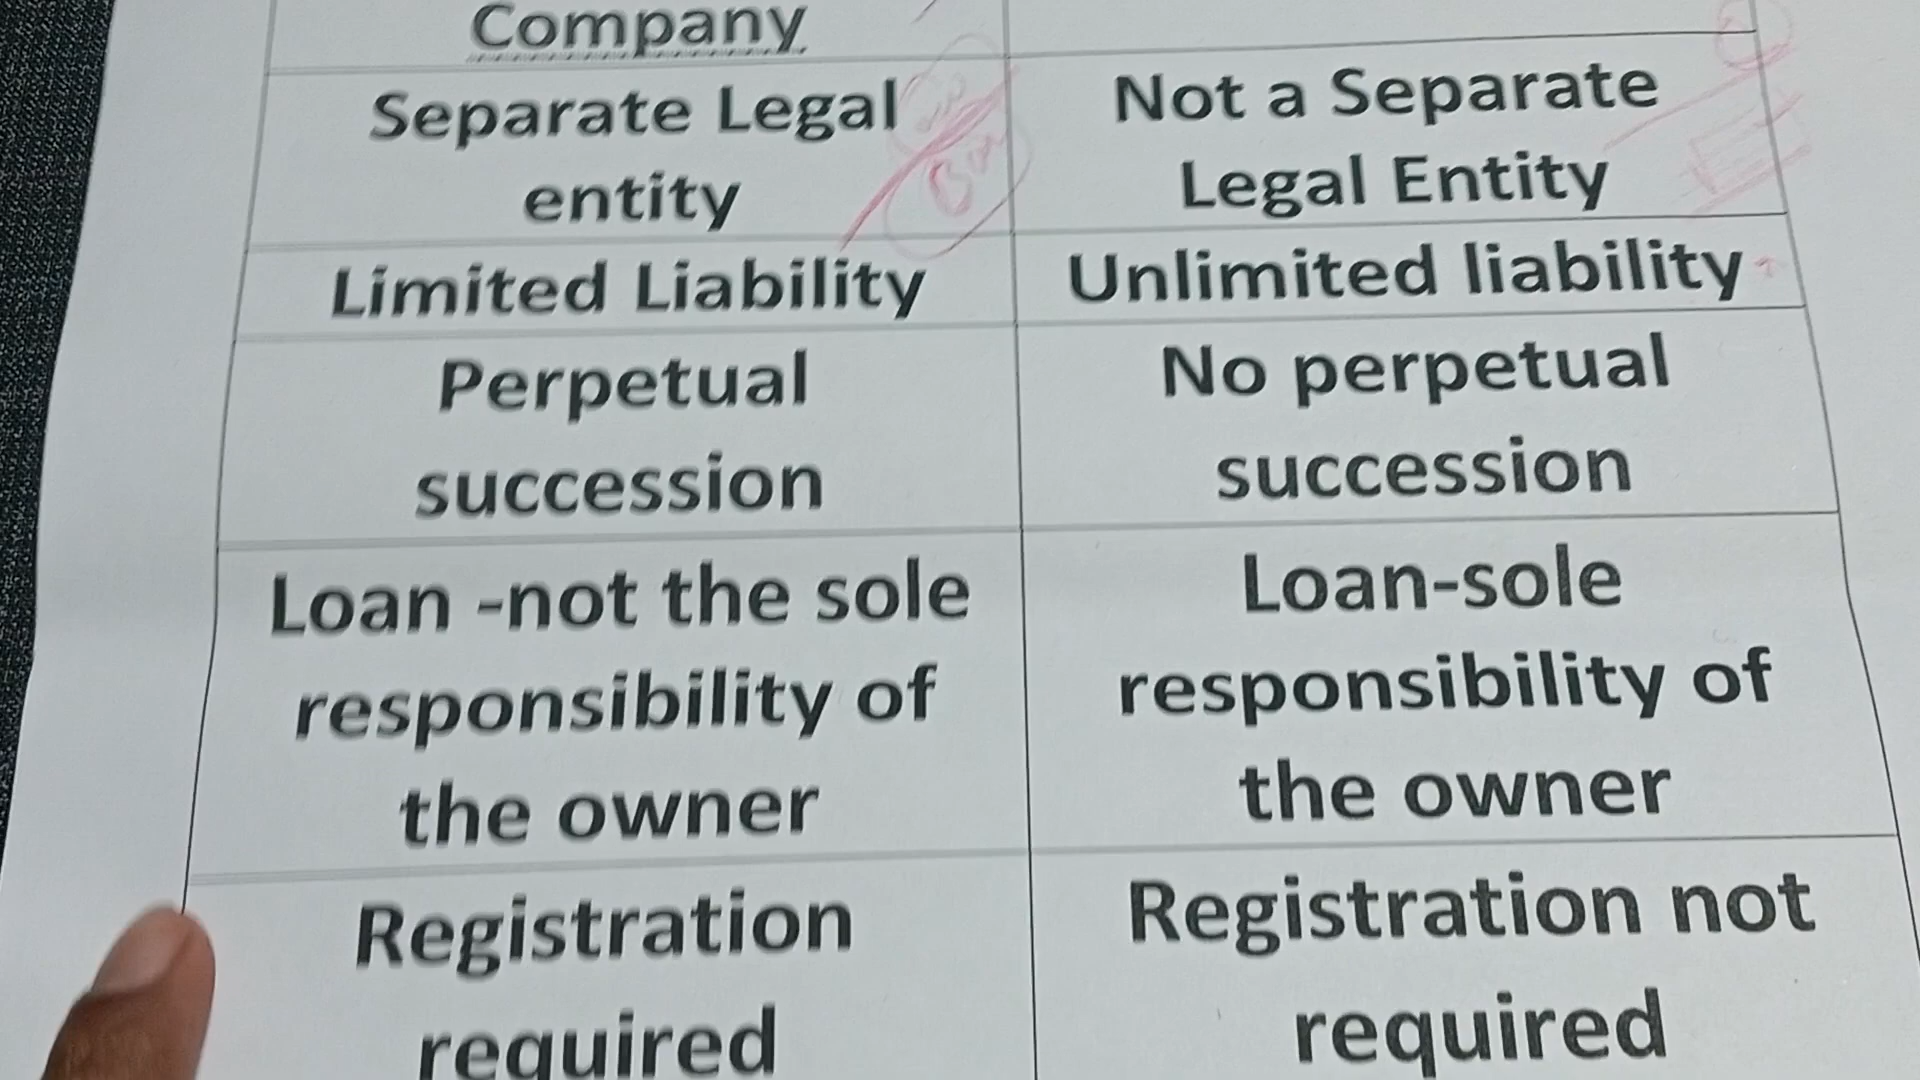 Company
Separate Legal
entity
Not a Separate
Legal Entity
Limited Liability
Unlimited liability
Perpetual
succession
No perpetual
succession
Loan -not the sole
responsibility of
the owner
Loan-sole
responsibility of
the owner
Registration
required
Registration not
required